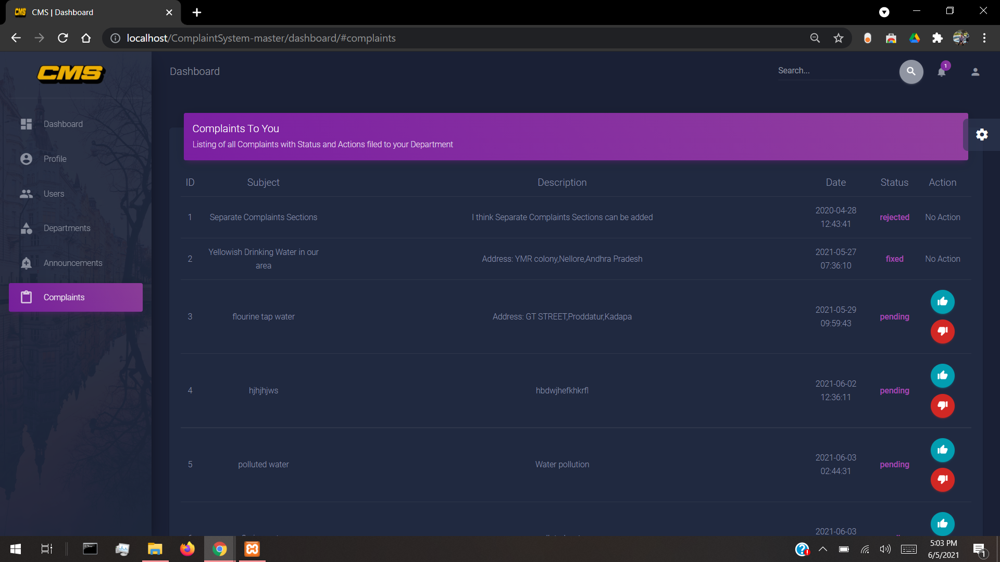 CMS | Dashboard
localhost/ComplaintSystem-master/dashboard/#complaints
CMS
Dashboard
Search...
1
Dashboard
Profile
Users
Departments
Announcements
Complaints
Complaints To You
Listing of all Complaints with Status and Actions filed to your Department
ID Subject Description Date Status Action
1 Separate Complaints Sections I think Separate Complaints Sections can be added 2020-04-28 12:43:41 rejected No Action
2 Yellowish Drinking Water in our area Address: YMR colony,Nellore,Andhra Pradesh 2021-05-27 07:36:10 fixed No Action
3 flourine tap water Address: GT STREET,Proddatur,Kadapa 2021-05-29 09:59:43 pending
4 hjhjhjws hbdwjhefkhkrfl 2021-06-02 12:36:11 pending
5 polluted water Water pollution 2021-06-03 02:44:31 pending
2021-06-03
5:03 PM
6/5/2021
1